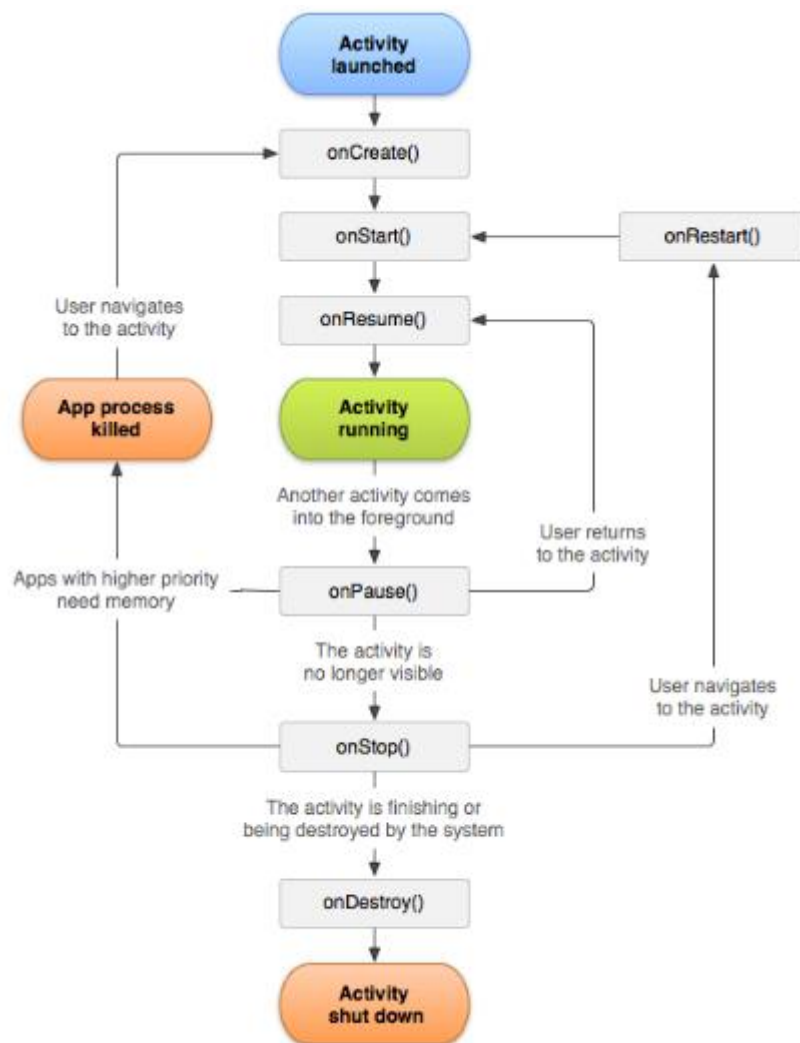 Activity
launched
onCreate()
onStart()
onRestart()
User navigates
to the activity
onResume()
App process
killed
Activity
running
Another activity comes
into the foreground
User returns
to the activity
Apps with higher priority
need memory
onPause()
The activity is
no longer visible
User navigates
to the activity
onStop()
The activity is finishing or
being destroyed by the system
onDestroy()
Activity
shut down